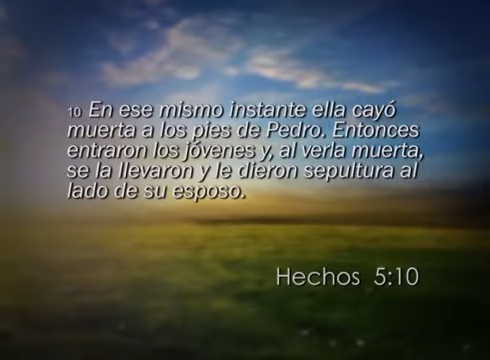 10 En ese mismo instante ella cayó
muerta a los pies de Pedro. Entonces
entraron los jóvenes y, al verla muerta,
se la llevaron y le dieron sepultura al
lado de su esposo.
Hechos 5:10